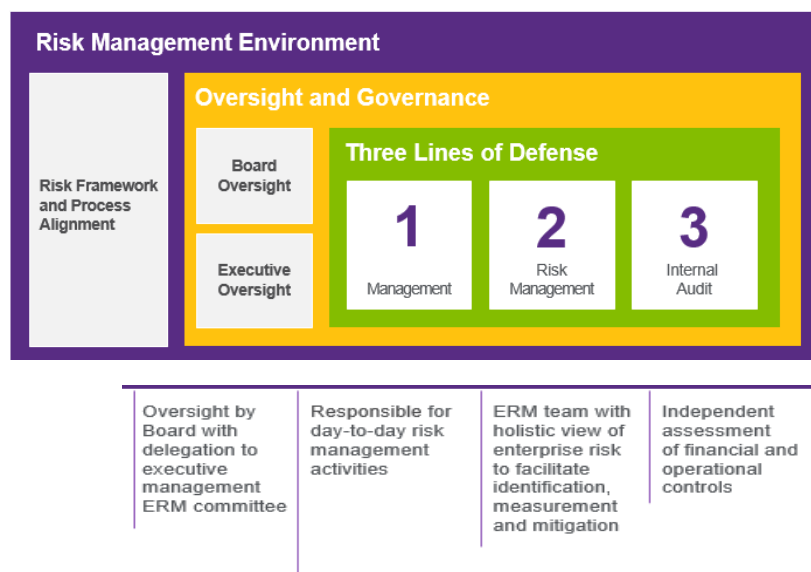 Risk Management Environment
Risk Framework
and Process
Alignment
Oversight and Governance
Board
Oversight
Executive
Oversight
Three Lines of Defense
1
Management
2
Risk
Management
3
Internal
Audit
Oversight by
Board with
delegation to
executive
management
ERM committee
Responsible for
day-to-day risk
management
activities
ERM team with
holistic view of
enterprise risk
to facilitate
identification,
measurement
and mitigation
Independent
assessment
of financial and
operational
controls